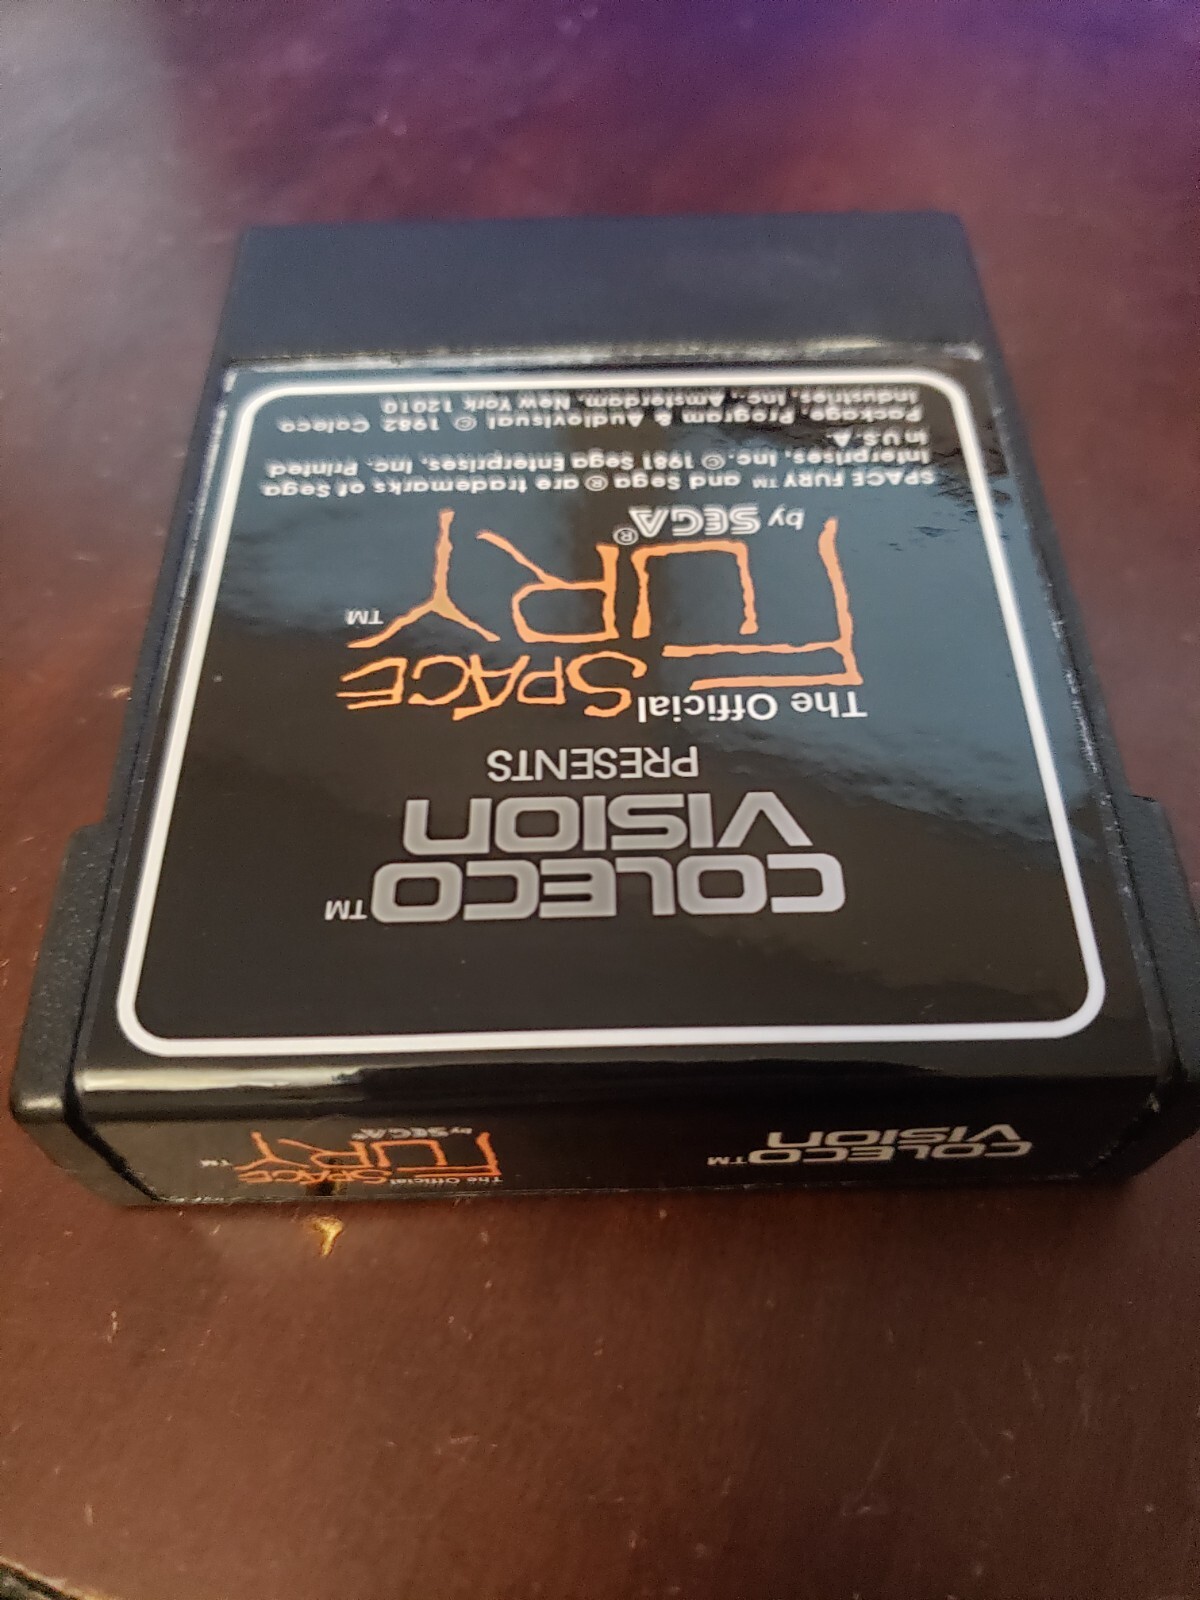 COLECO™
VISION
PRESENTS
The Official SPACE
FURY™
by SEGA®
SPACE FURY™ and Sega® are trademarks of Sega
Interprises, Inc. © 1981 Sega Enterprises, Inc. Printed
in U.S.A.
Package, Program & Audiovisual © 1982 Coleco
Industries, Inc., Amsterdam, New York 12010
COLECO™
VISION
The Official SPACE
FURY™
by SEGA®